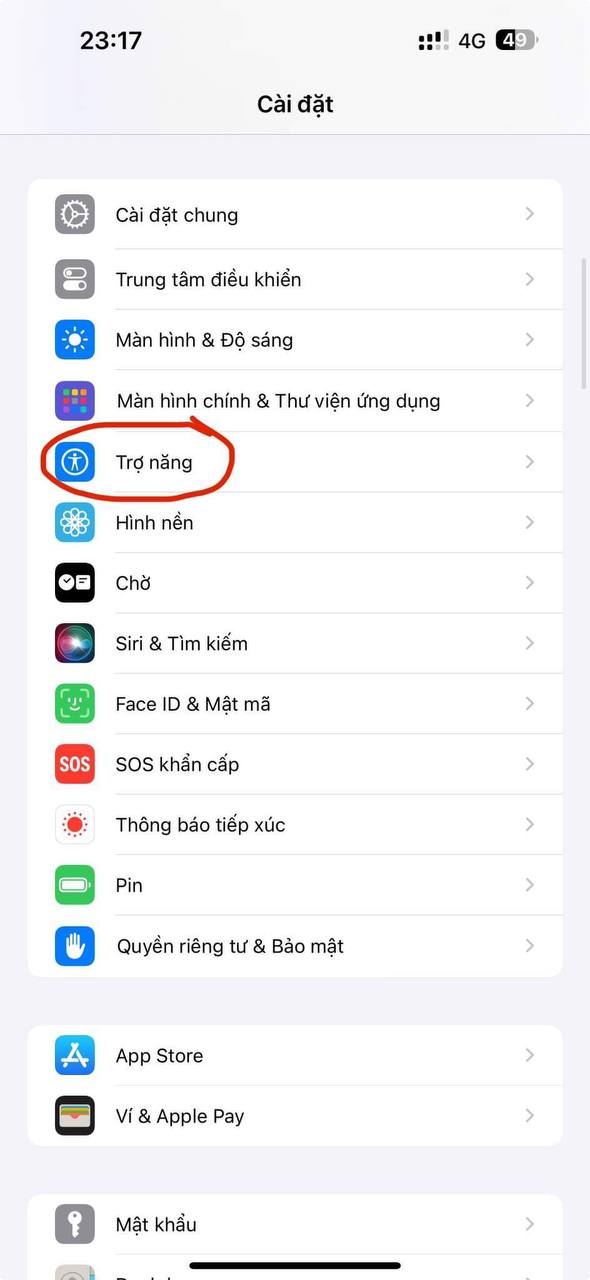 23:17
4G
49
Cài đặt
Cài đặt chung
Trung tâm điều khiển
Màn hình & Độ sáng
Màn hình chính & Thư viện ứng dụng
Trợ năng
Hình nền
Chờ
Siri & Tìm kiếm
Face ID & Mật mã
SOS
SOS khẩn cấp
Thông báo tiếp xúc
Pin
Quyền riêng tư & Bảo mật
App Store
Ví & Apple Pay
Mật khẩu